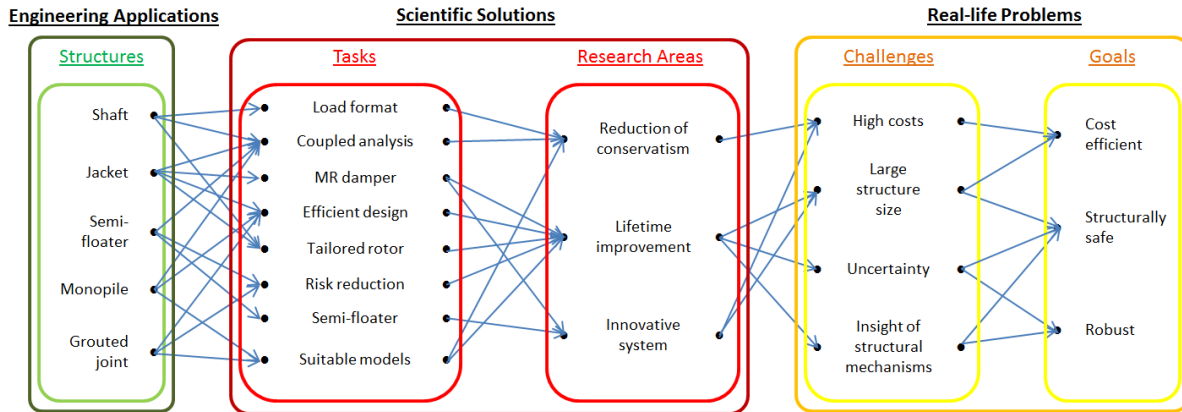 Engineering Applications
Scientific Solutions
Real-life Problems
Structures
Shaft
Jacket
Semi-
floater
Monopile
Grouted
joint
Tasks
Load format
Coupled analysis
MR damper
Efficient design
Tailored rotor
Risk reduction
Semi-floater
Suitable models
Research Areas
Reduction of
conservatism
Lifetime
improvement
Innovative
system
Challenges
High costs
Large
structure
size
Uncertainty
Insight of
structural
mechanisms
Goals
Cost
efficient
Structurally
safe
Robust